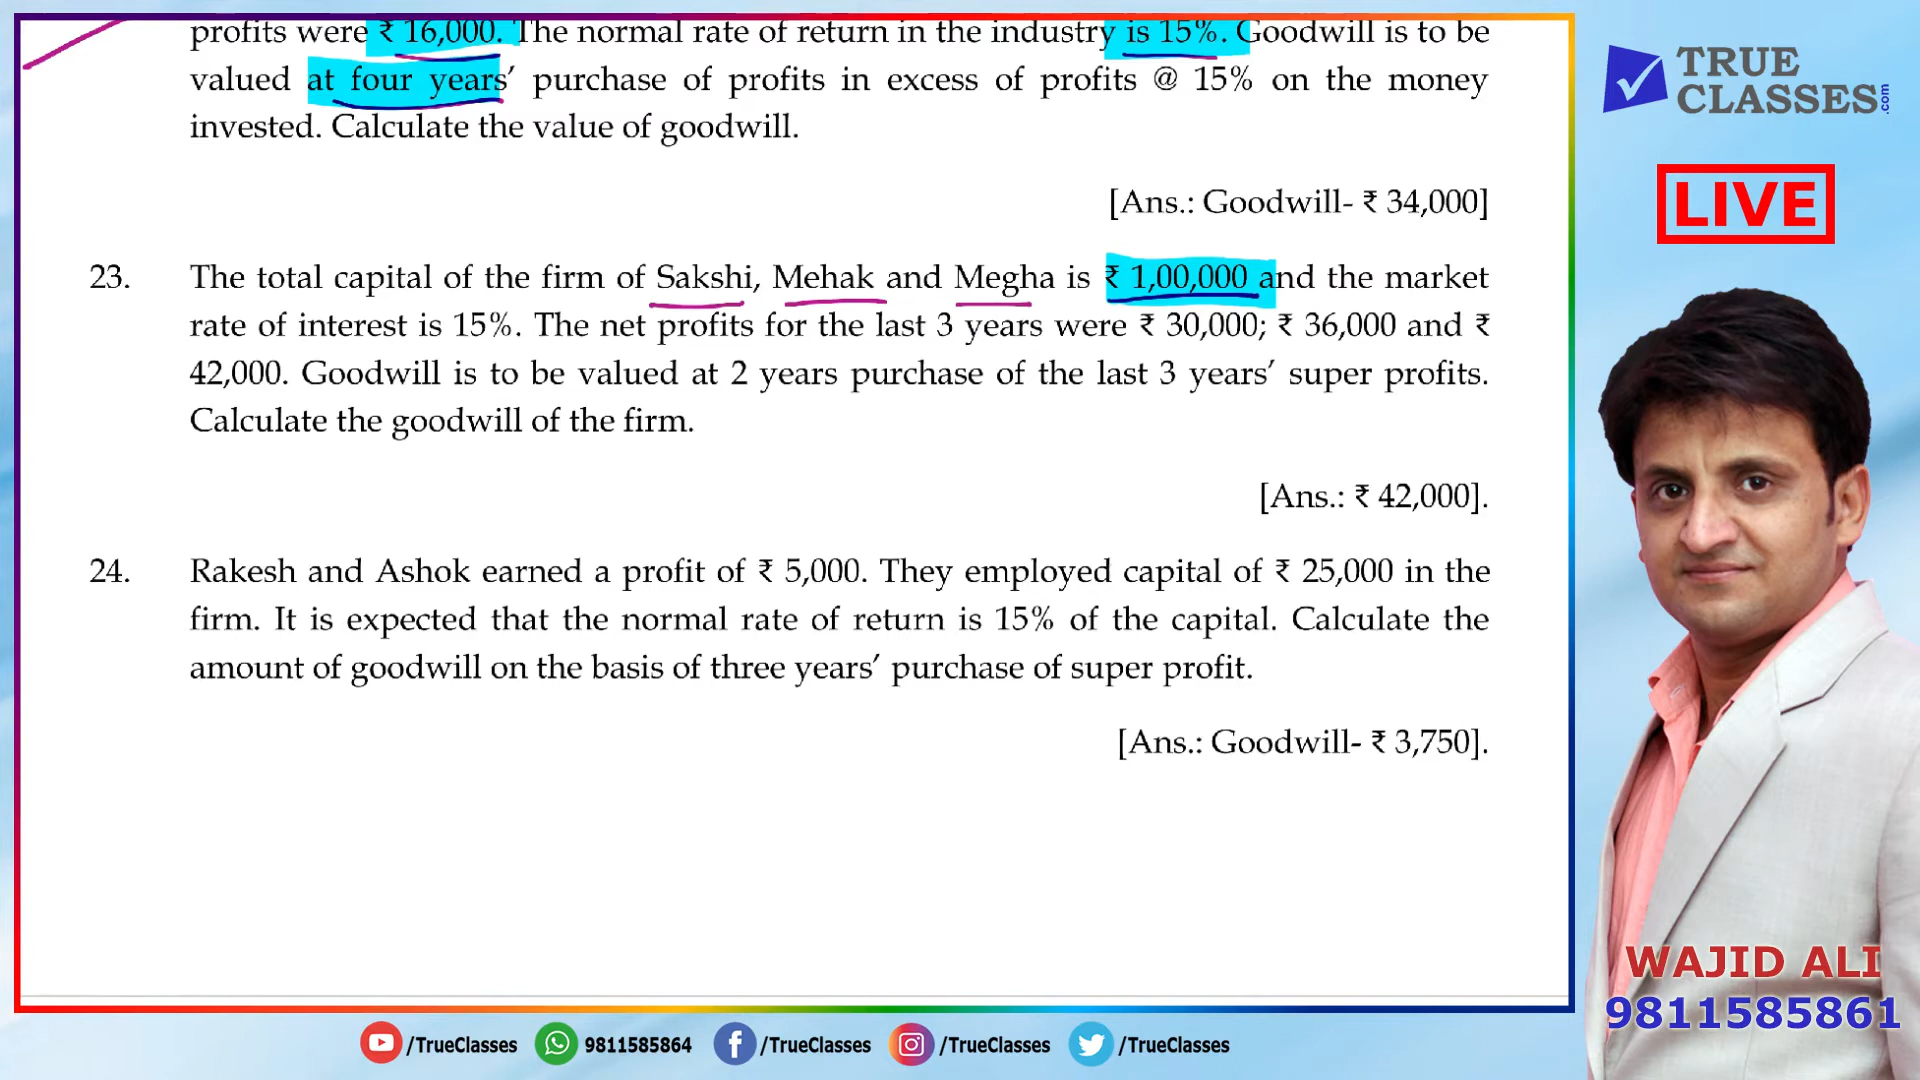 profits were ₹ 16,000. The normal rate of return in the industry is 15%. Goodwill is to be
valued at four years’ purchase of profits in excess of profits @ 15% on the money
invested. Calculate the value of goodwill.
[Ans.: Goodwill- ₹ 34,000]
23. The total capital of the firm of Sakshi, Mehak and Megha is ₹ 1,00,000 and the market
rate of interest is 15%. The net profits for the last 3 years were ₹ 30,000; ₹ 36,000 and ₹
42,000. Goodwill is to be valued at 2 years purchase of the last 3 years’ super profits.
Calculate the goodwill of the firm.
[Ans.: ₹ 42,000].
24. Rakesh and Ashok earned a profit of ₹ 5,000. They employed capital of ₹ 25,000 in the
firm. It is expected that the normal rate of return is 15% of the capital. Calculate the
amount of goodwill on the basis of three years’ purchase of super profit.
[Ans.: Goodwill- ₹ 3,750].
TRUE
CLASSES.com
LIVE
WAJID ALI
9811585861
/TrueClasses 9811585864 /TrueClasses /TrueClasses /TrueClasses